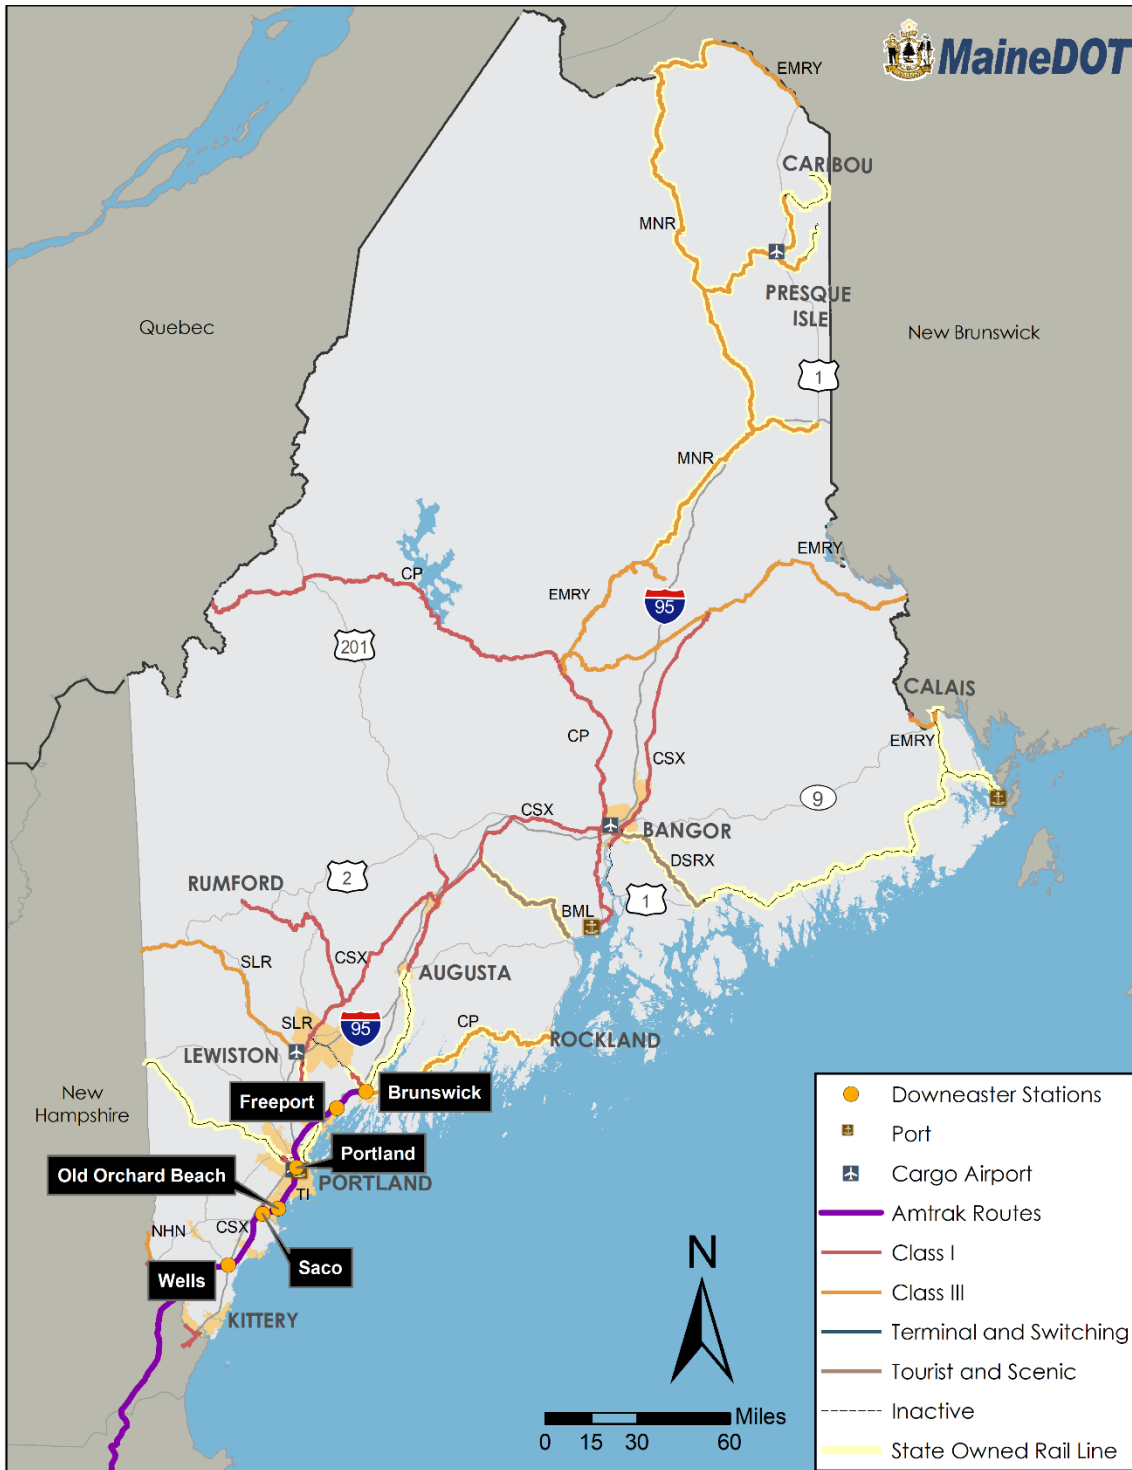 MaineDOT
EMRY
CARIBOU
MNR
PRESQUE
ISLE
Quebec
New Brunswick
1
MNR
EMRY
CP
EMRY
95
201
CALAIS
EMRY
CP
CSX
9
CSX
BANGOR
DSRX
2
RUMFORD
1
BML
CSX
SLR
AUGUSTA
SLR
95
CP
ROCKLAND
LEWISTON
New
Hampshire
Brunswick
Freeport
Portland
Old Orchard Beach
PORTLAND
TI
NHN
CSX
Saco
Wells
KITTERY
N
Miles
0 15 30 60
Downeaster Stations
Port
Cargo Airport
Amtrak Routes
Class I
Class III
Terminal and Switching
Tourist and Scenic
Inactive
State Owned Rail Line